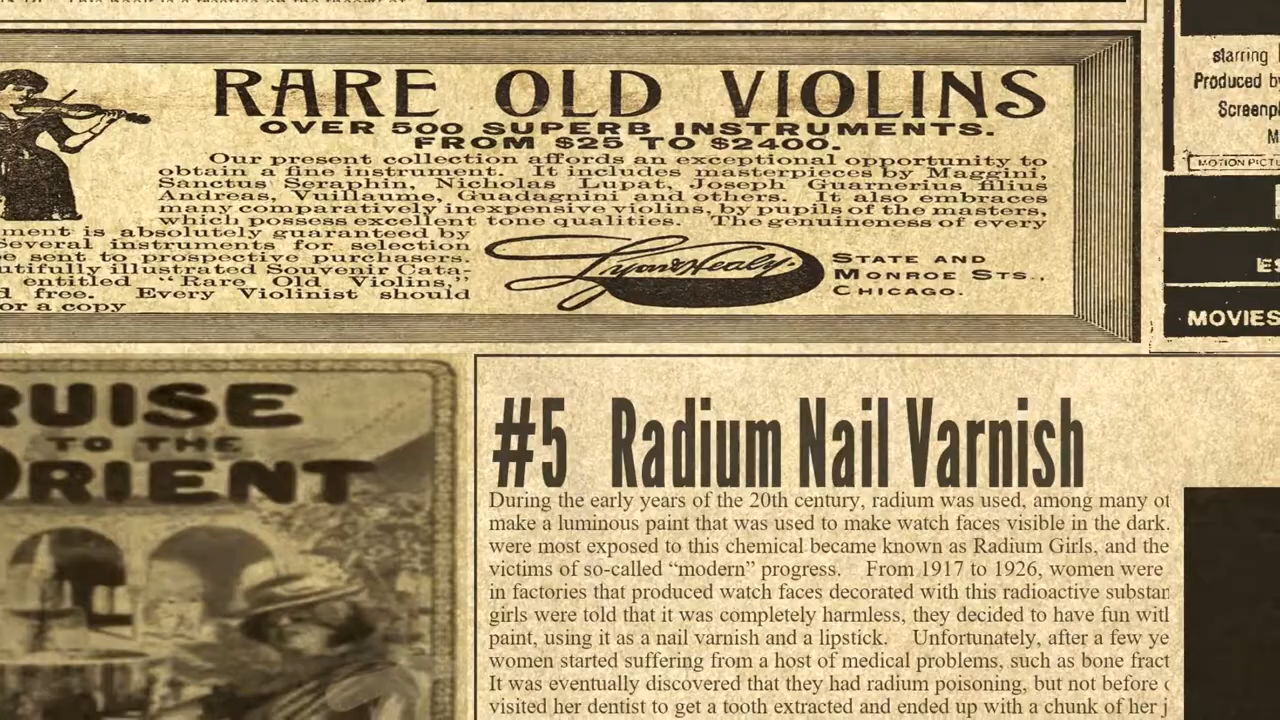 RARE OLD VIOLINS
OVER 500 SUPERB INSTRUMENTS.
FROM $25 TO $2400.
Our present collection affords an exceptional opportunity to
obtain a fine instrument. It includes masterpieces by Maggini,
Sanctus Seraphin, Nicholas Lupat, Joseph Guarnerius filius
Andreas, Vuillaume, Guadagnini and others. It also embraces
many comparatively inexpensive violins, by pupils of the masters,
which possess excellent tone qualities. The genuineness of every
ment is absolutely guaranteed by
Several instruments for selection
e sent to prospective purchasers.
utifully illustrated Souvenir Cata-
entitled "Rare Old Violins,"
d free. Every Violinist should
or a copy
Lyon & Healy
STATE AND
MONROE STS.,
CHICAGO.
starring
Produced by
Screenpl
M
MOTION PICTU
ES
MOVIES
RUISE
TO THE
ORIENT
#5 Radium Nail Varnish
During the early years of the 20th century, radium was used, among many ot
make a luminous paint that was used to make watch faces visible in the dark.
were most exposed to this chemical became known as Radium Girls, and the
victims of so-called “modern” progress. From 1917 to 1926, women were
in factories that produced watch faces decorated with this radioactive substan
girls were told that it was completely harmless, they decided to have fun with
paint, using it as a nail varnish and a lipstick. Unfortunately, after a few ye
women started suffering from a host of medical problems, such as bone fract
It was eventually discovered that they had radium poisoning, but not before
visited her dentist to get a tooth extracted and ended up with a chunk of her j